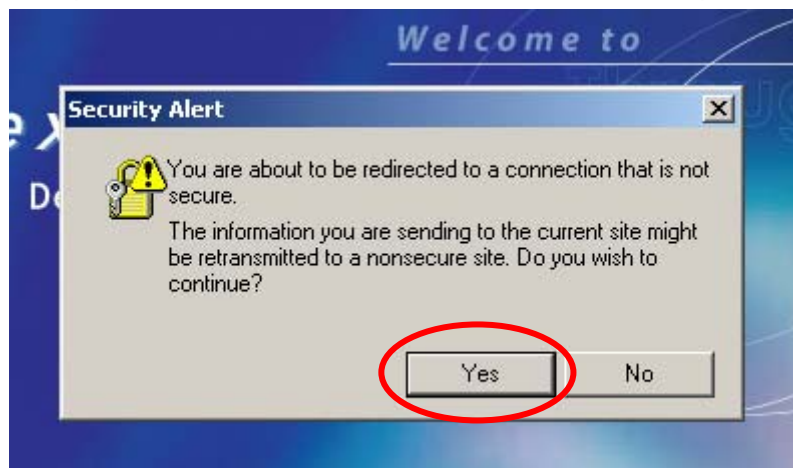 Welcome to
Security Alert
De
You are about to be redirected to a connection that is not
secure.
The information you are sending to the current site might
be retransmitted to a nonsecure site. Do you wish to
continue?
Yes No